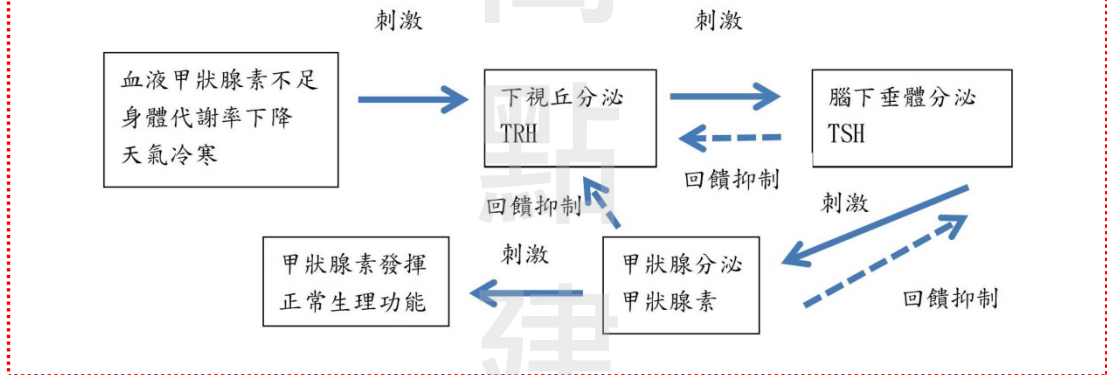 刺激
刺激
血液甲狀腺素不足
身體代謝率下降
天氣冷寒
下視丘分泌
TRH
腦下垂體分泌
TSH
回饋抑制
回饋抑制
刺激
甲狀腺素發揮
正常生理功能
刺激
甲狀腺分泌
甲狀腺素
回饋抑制
點
建